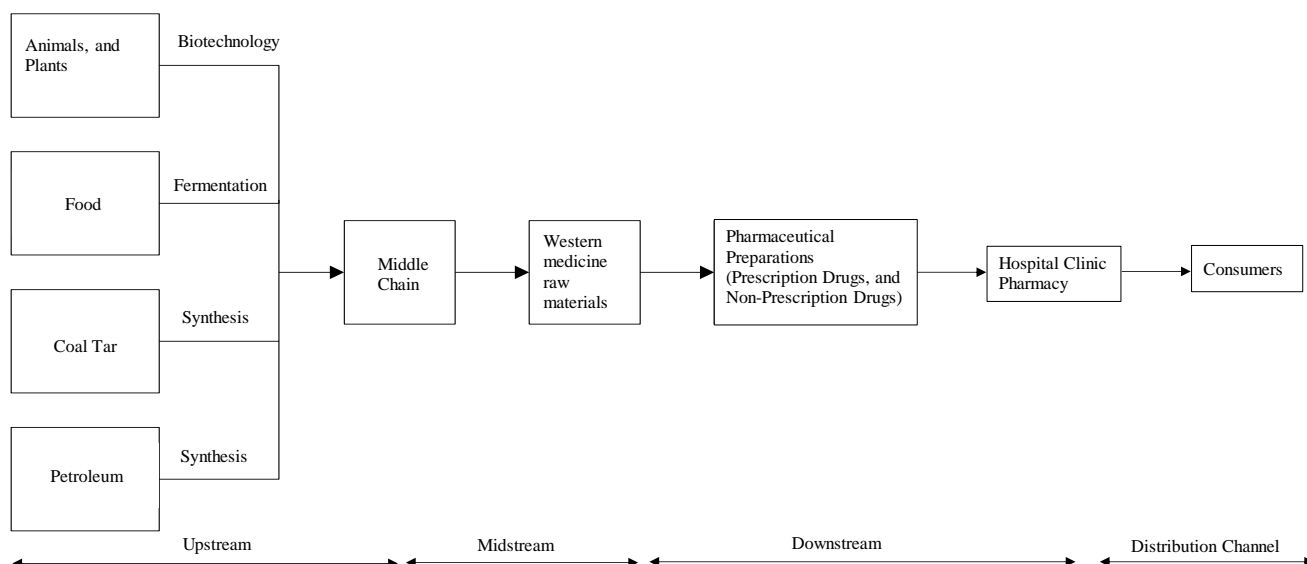 Animals, and
Plants
Biotechnology
Food
Fermentation
Coal Tar
Synthesis
Petroleum
Synthesis
Middle
Chain
Western
medicine
raw
materials
Pharmaceutical
Preparations
(Prescription Drugs, and
Non-Prescription Drugs)
Hospital Clinic
Pharmacy
Consumers
Upstream
Midstream
Downstream
Distribution Channel